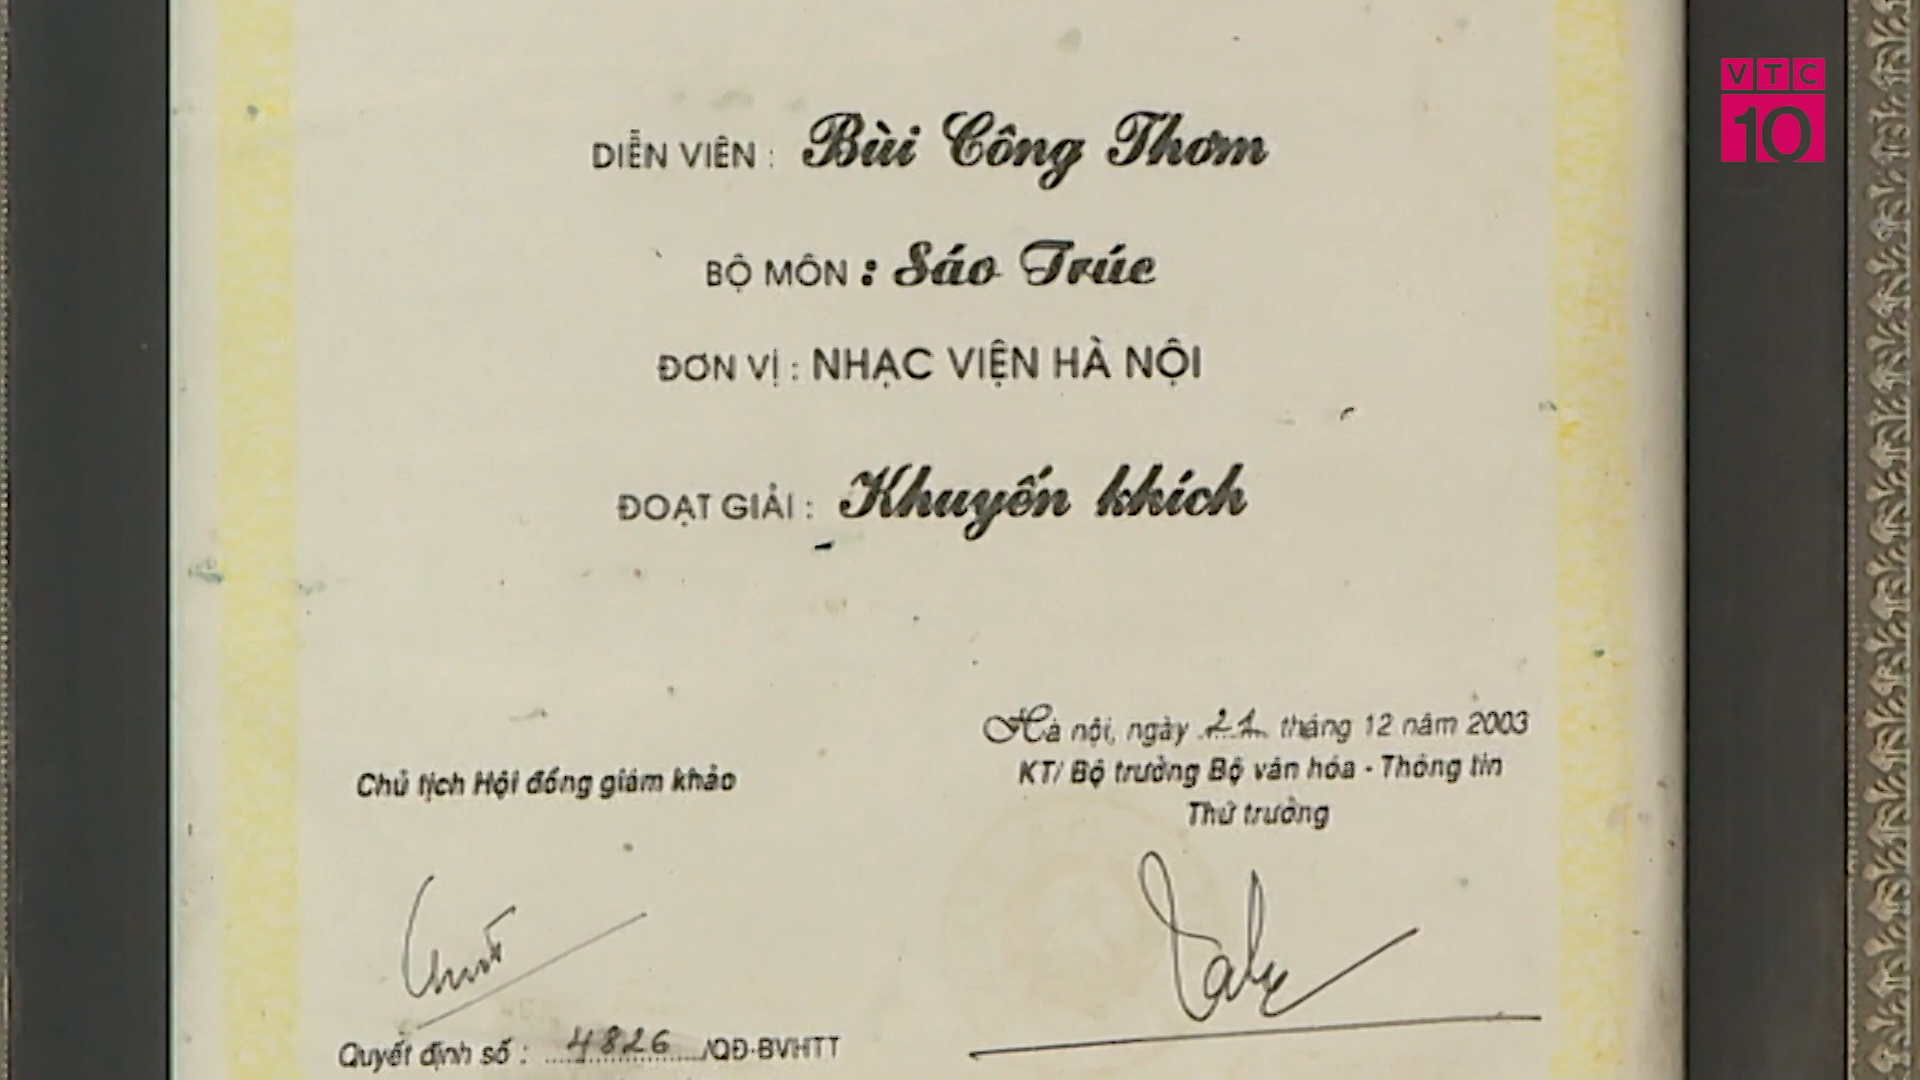 VTC
10
DIỄN VIÊN : Bùi Công Thơm
BỘ MÔN : Sáo Trúc
ĐƠN VỊ : NHẠC VIỆN HÀ NỘI
ĐOẠT GIẢI : Khuyến khích
Hà nội, ngày 21 tháng 12 năm 2003
KT/ Bộ trưởng Bộ văn hóa - Thông tin
Thứ trưởng
Chủ tịch Hội đồng giám khảo
Quyết định số : 4826 /QĐ-BVHTT